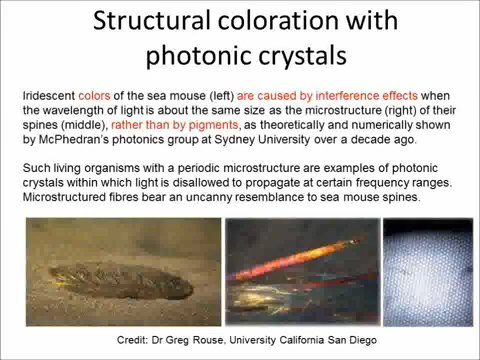 Structural coloration with
photonic crystals
Iridescent colors of the sea mouse (left) are caused by interference effects when
the wavelength of light is about the same size as the microstructure (right) of their
spines (middle), rather than by pigments, as theoretically and numerically shown
by McPhedran's photonics group at Sydney University over a decade ago.
Such living organisms with a periodic microstructure are examples of photonic
crystals within which light is disallowed to propagate at certain frequency ranges.
Microstructured fibres bear an uncanny resemblance to sea mouse spines.
Credit: Dr Greg Rouse, University California San Diego